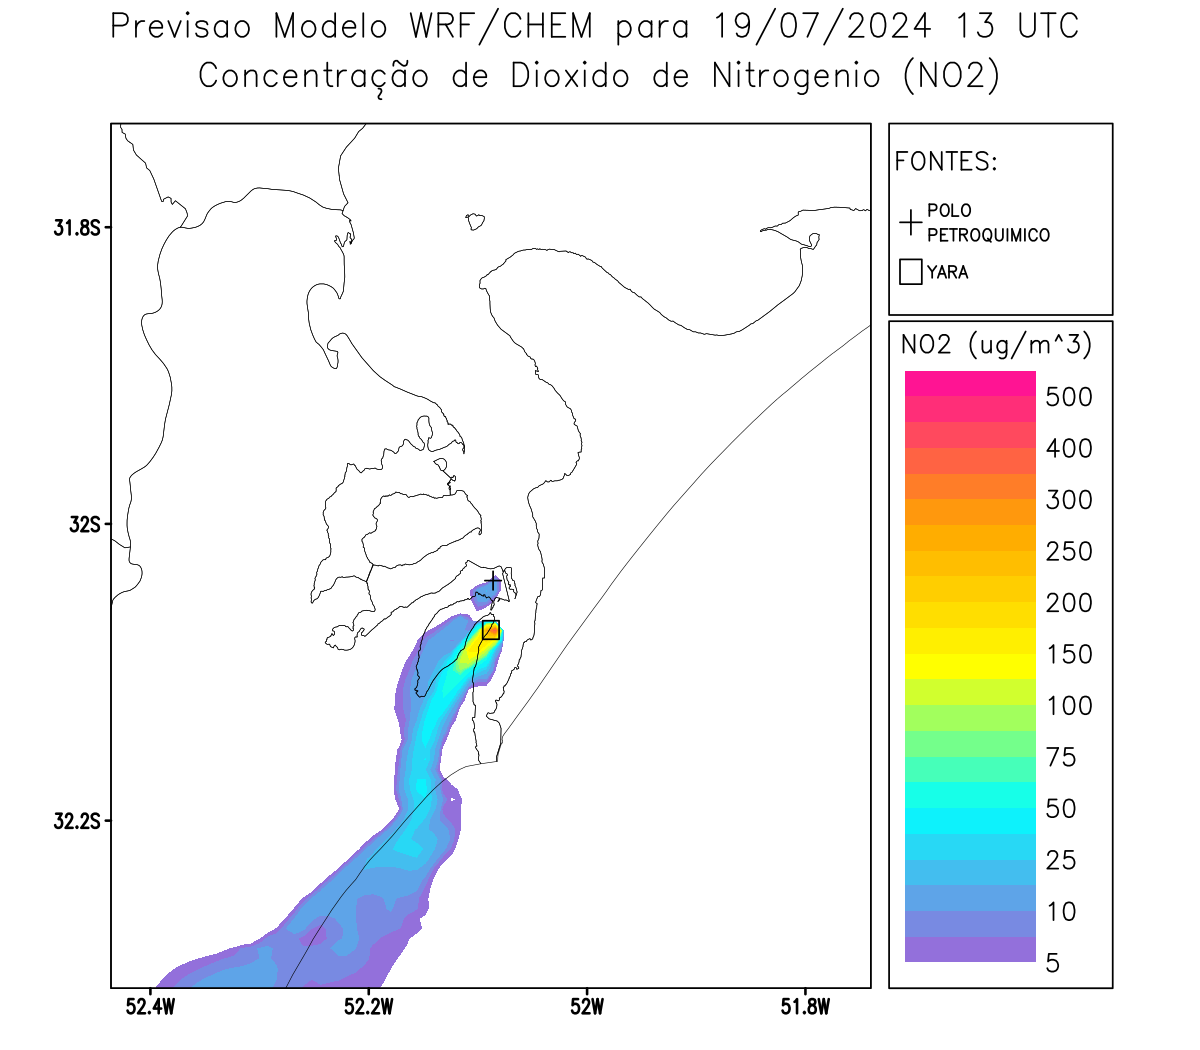 Previsao Modelo WRF/CHEM para 19/07/2024 13 UTC
Concentração de Dioxido de Nitrogenio (NO2)
FONTES:
POLO
PETROQUIMICO
YARA
NO2 (ug/m^3)
500
400
300
250
200
150
100
75
50
25
10
5
31.8S
32S
32.2S
52.4W
52.2W
52W
51.8W